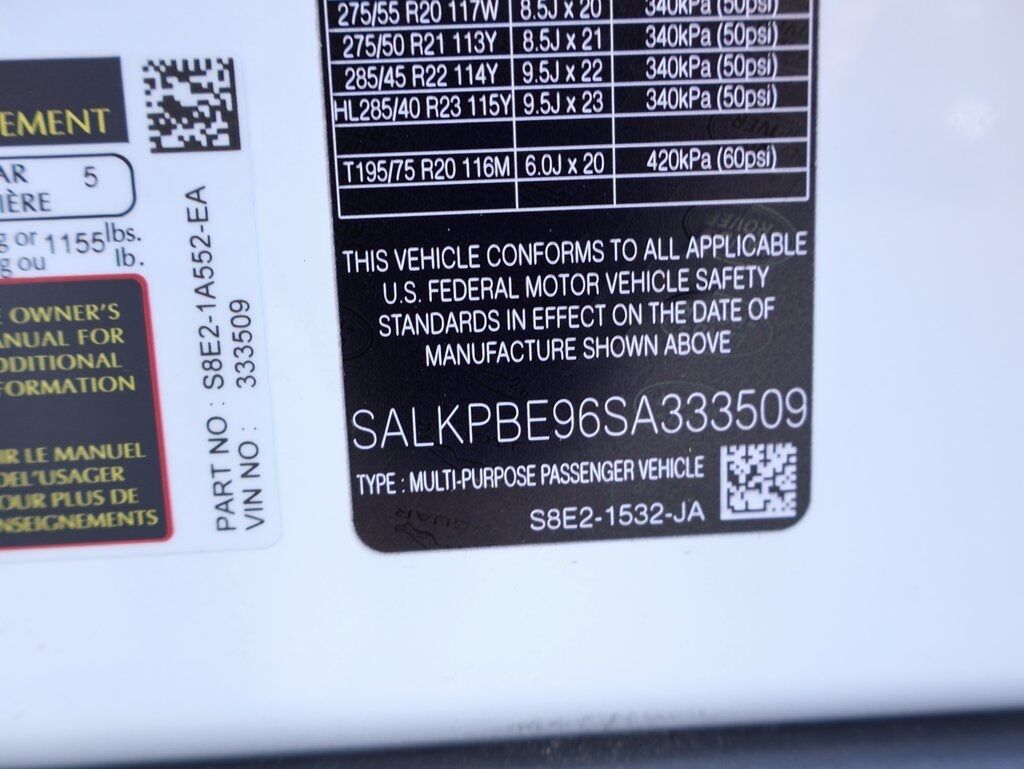 EMENT
AR 5
IÈRE
g or 1155 lbs.
g ou lb.
E OWNER'S
ANUAL FOR
DDITIONAL
FORMATION
IR LE MANUEL
DEL'USAGER
OUR PLUS DE
NSEIGNEMENTS
PART NO : S8E2-1A552-EA
VIN NO : 333509
275/55 R20 117W 8.5J x 20 340kPa (50psi)
275/50 R21 113Y 8.5J x 21 340kPa (50psi)
285/45 R22 114Y 9.5J x 22 340kPa (50psi)
HL285/40 R23 115Y 9.5J x 23 340kPa (50psi)
T195/75 R20 116M 6.0J x 20 420kPa (60psi)
THIS VEHICLE CONFORMS TO ALL APPLICABLE
U.S. FEDERAL MOTOR VEHICLE SAFETY
STANDARDS IN EFFECT ON THE DATE OF
MANUFACTURE SHOWN ABOVE
SALKPBE96SA333509
TYPE : MULTI-PURPOSE PASSENGER VEHICLE
S8E2-1532-JA